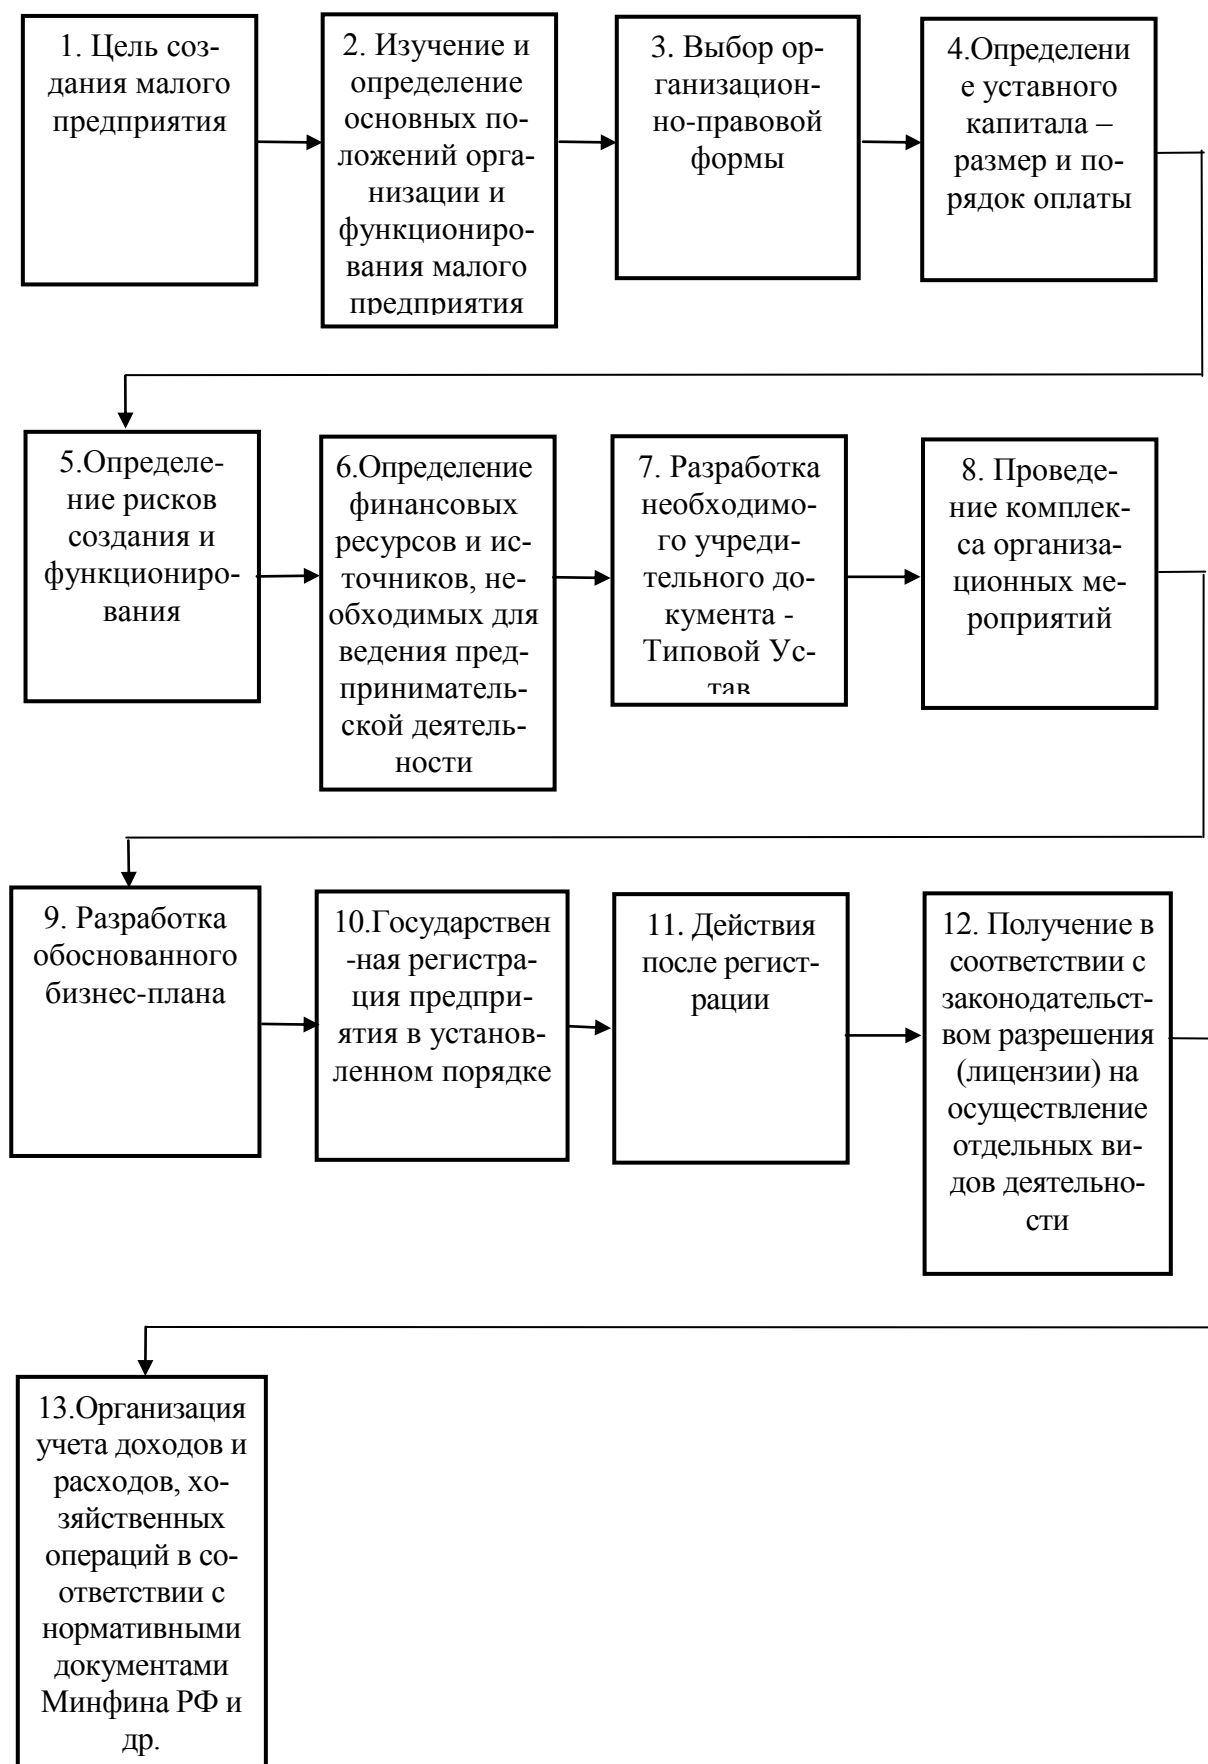 1. Цель соз-
дания малого
предприятия
2. Изучение и
определение
основных по-
ложений орга-
низации и
функциониро-
вания малого
предприятия
3. Выбор ор-
ганизацион-
но-правовой
формы
4.Определени
е уставного
капитала –
размер и по-
рядок оплаты
5.Определе-
ние рисков
создания и
функциониро-
вания
6.Определение
финансовых
ресурсов и ис-
точников, не-
обходимых для
ведения пред-
приниматель-
ской деятель-
ности
7. Разработка
необходимо-
го учреди-
тельного до-
кумента -
Типовой Ус-
тав
8. Проведе-
ние комплек-
са организа-
ционных ме-
роприятий
9. Разработка
обоснованного
бизнес-плана
10.Государствен
-ная регистра-
ция предпри-
ятия в установ-
ленном порядке
11. Действия
после регист-
рации
12. Получение в
соответствии с
законодательст-
вом разрешения
(лицензии) на
осуществление
отдельных ви-
дов деятельно-
сти
13.Организация
учета доходов и
расходов, хо-
зяйственных
операций в со-
ответствии с
нормативными
документами
Минфина РФ и
др.